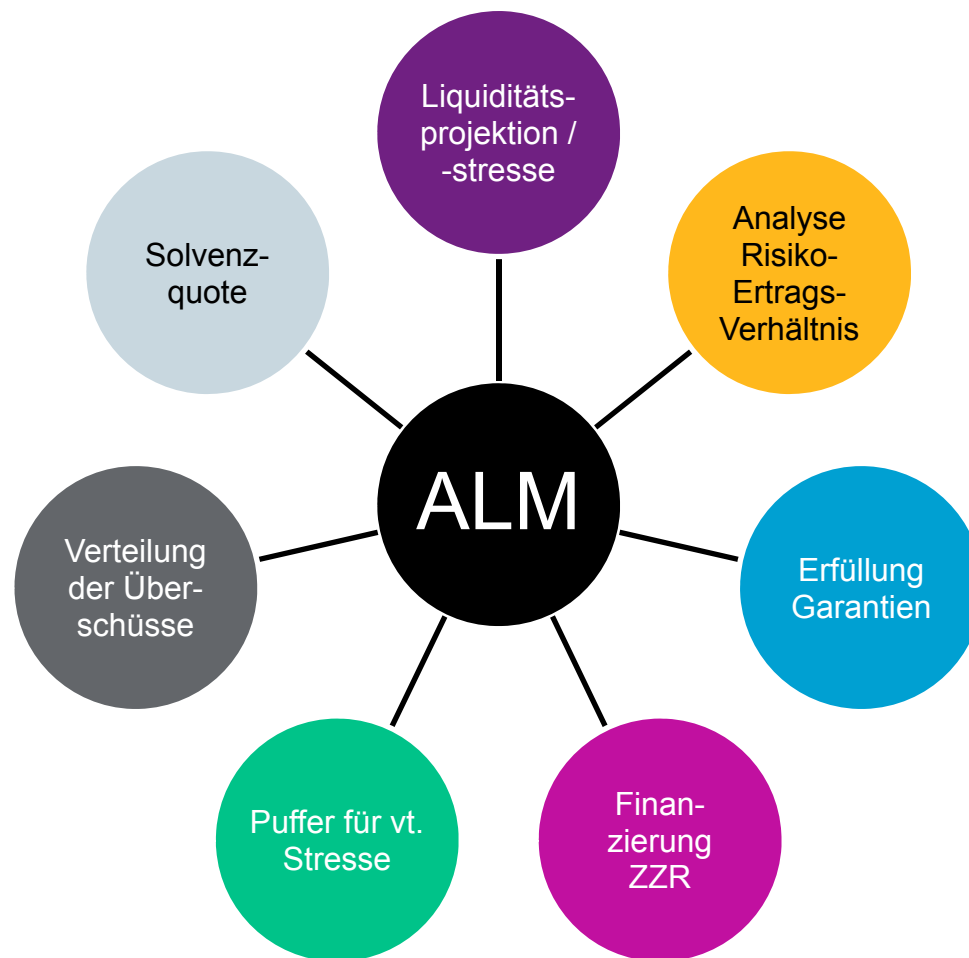 Liquiditäts-
projektion /
-stresse
Analyse
Risiko-
Ertrags-
Verhältnis
Solvenz-
quote
ALM
Erfüllung
Garantien
Verteilung
der Über-
schüsse
Puffer für vt.
Stresse
Finan-
zierung
ZZR